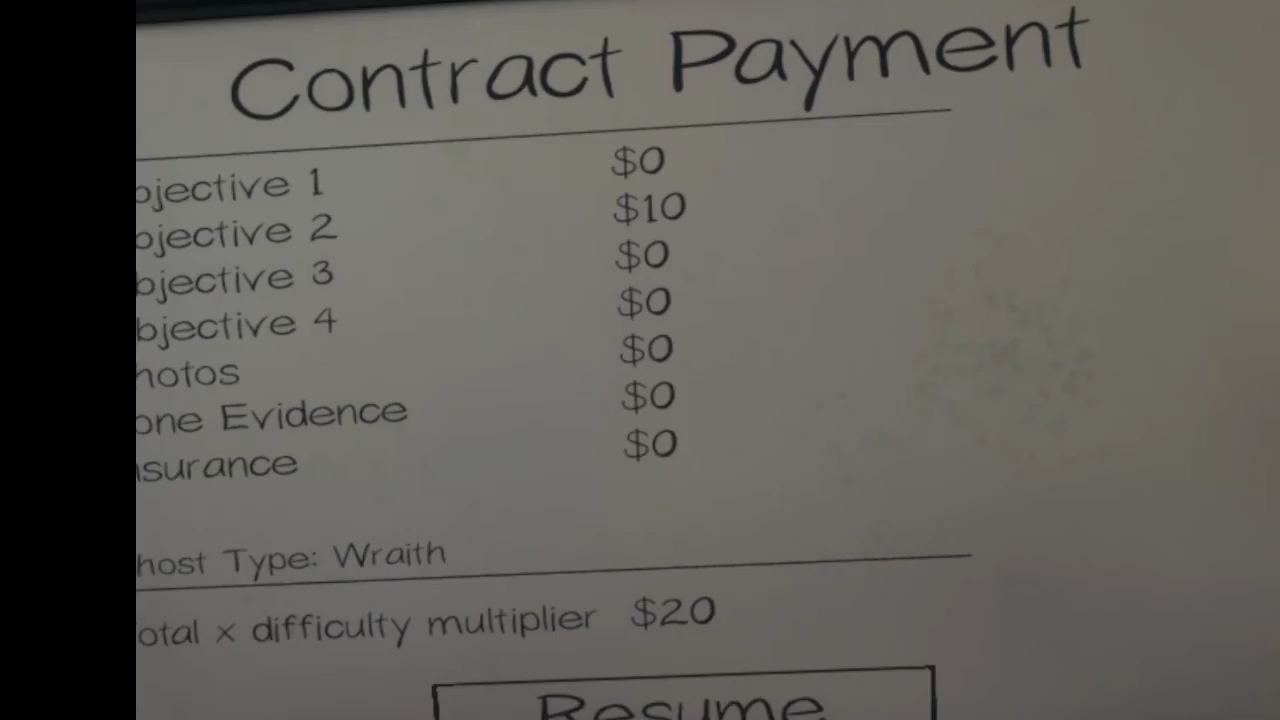 Contract Payment
bjective 1 $0
bjective 2 $10
bjective 3 $0
bjective 4 $0
hotos $0
one Evidence $0
nsurance $0
host Type: Wraith
otal x difficulty multiplier $20
Resume